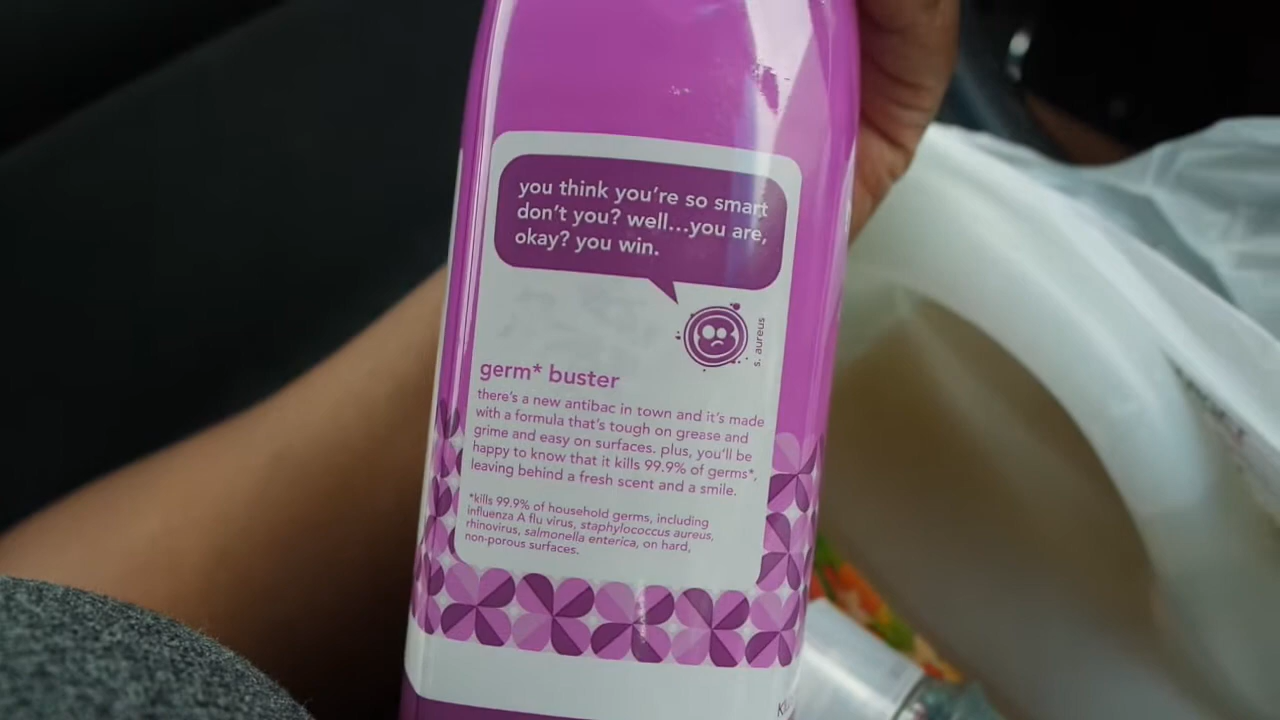 you think you're so smart
don't you? well...you are,
okay? you win.
s. aureus
germ* buster
there's a new antibac in town and it's made
with a formula that's tough on grease and
grime and easy on surfaces. plus, you'll be
happy to know that it kills 99.9% of germs*,
leaving behind a fresh scent and a smile.
*kills 99.9% of household germs, including
influenza A flu virus, staphylococcus aureus,
rhinovirus, salmonella enterica, on hard,
non-porous surfaces.